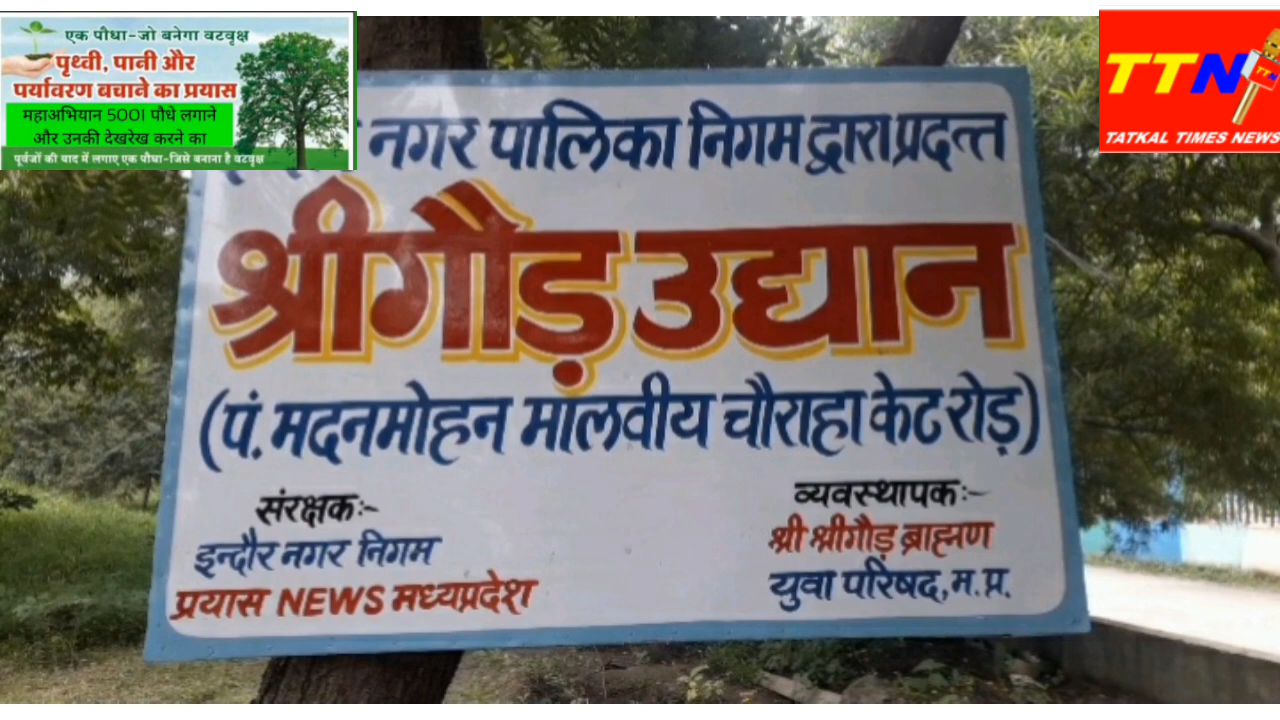 एक पौधा-जो बनेगा वटवृक्ष
पृथ्वी, पानी और
पर्यावरण बचाने का प्रयास
महाअभियान 5001 पौधे लगाने
और उनकी देखरेख करने का
पूर्वजों की याद में लगाए एक पौधा-जिसे बनाना है वटवृक्ष
TTN
TATKAL TIMES NEWS
नगर पालिका निगम द्वारा प्रदत्त
श्रीगौड़ उद्यान
(पं. मदनमोहन मालवीय चौराहा केट रोड़)
संरक्षक:-
इन्दौर नगर निगम
प्रयास NEWS मध्यप्रदेश
व्यवस्थापक:-
श्री श्रीगौड़ ब्राह्मण
युवा परिषद, म. प्र.